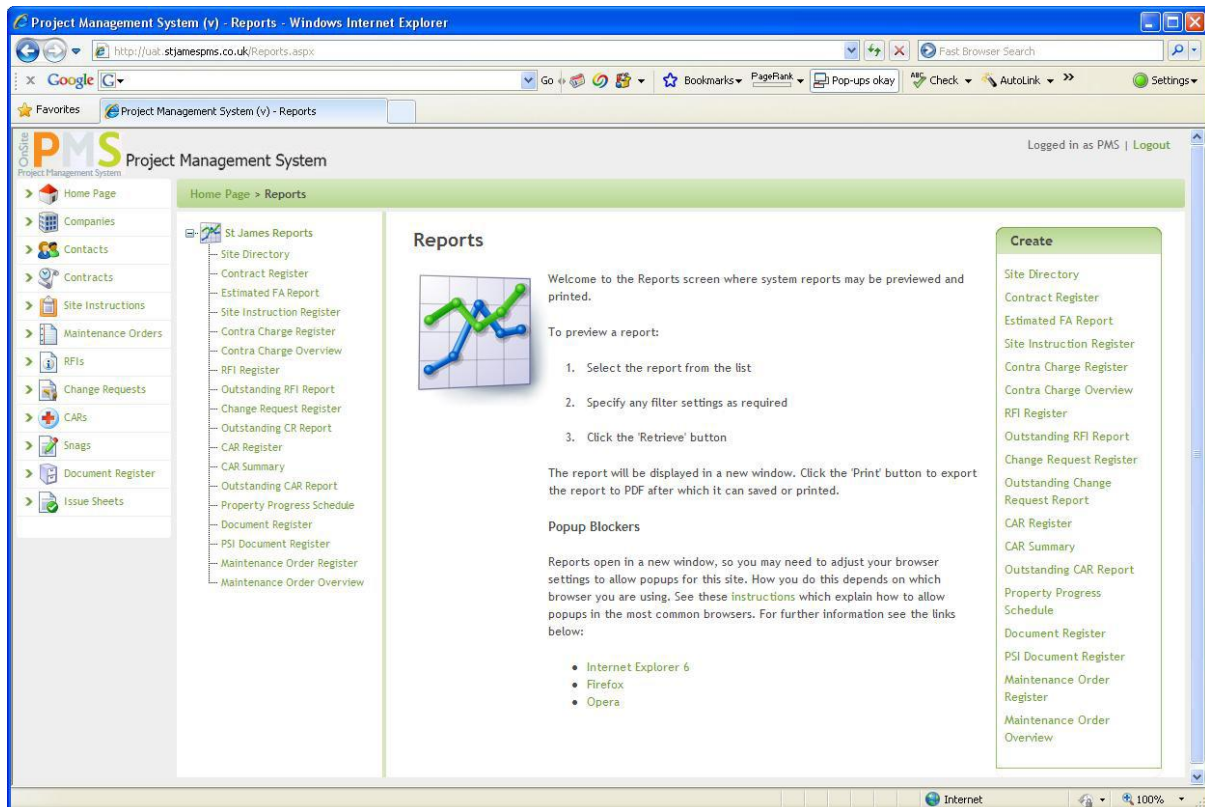 Project Management System (v) - Reports - Windows Internet Explorer
http://uat.stjamespms.co.uk/Reports.aspx
Fast Browser Search
x Google G
Go
Bookmarks
PageRank
Pop-ups okay
ABC Check
AutoLink
>>
Settings
Favorites
Project Management System (v) - Reports
OnSite
PMS
Project Management System
Project Management System
Logged in as PMS | Logout
Home Page
Companies
Contacts
Contracts
Site Instructions
Maintenance Orders
RFIs
Change Requests
CARs
Snags
Document Register
Issue Sheets
Home Page > Reports
St James Reports
Site Directory
Contract Register
Estimated FA Report
Site Instruction Register
Contra Charge Register
Contra Charge Overview
RFI Register
Outstanding RFI Report
Change Request Register
Outstanding CR Report
CAR Register
CAR Summary
Outstanding CAR Report
Property Progress Schedule
Document Register
PSI Document Register
Maintenance Order Register
Maintenance Order Overview
Reports
Welcome to the Reports screen where system reports may be previewed and
printed.
To preview a report:
1. Select the report from the list
2. Specify any filter settings as required
3. Click the 'Retrieve' button
The report will be displayed in a new window. Click the 'Print' button to export
the report to PDF after which it can saved or printed.
Popup Blockers
Reports open in a new window, so you may need to adjust your browser
settings to allow popups for this site. How you do this depends on which
browser you are using. See these instructions which explain how to allow
popups in the most common browsers. For further information see the links
below:
• Internet Explorer 6
• Firefox
• Opera
Create
Site Directory
Contract Register
Estimated FA Report
Site Instruction Register
Contra Charge Register
Contra Charge Overview
RFI Register
Outstanding RFI Report
Change Request Register
Outstanding Change
Request Report
CAR Register
CAR Summary
Outstanding CAR Report
Property Progress
Schedule
Document Register
PSI Document Register
Maintenance Order
Register
Maintenance Order
Overview
Internet
100%